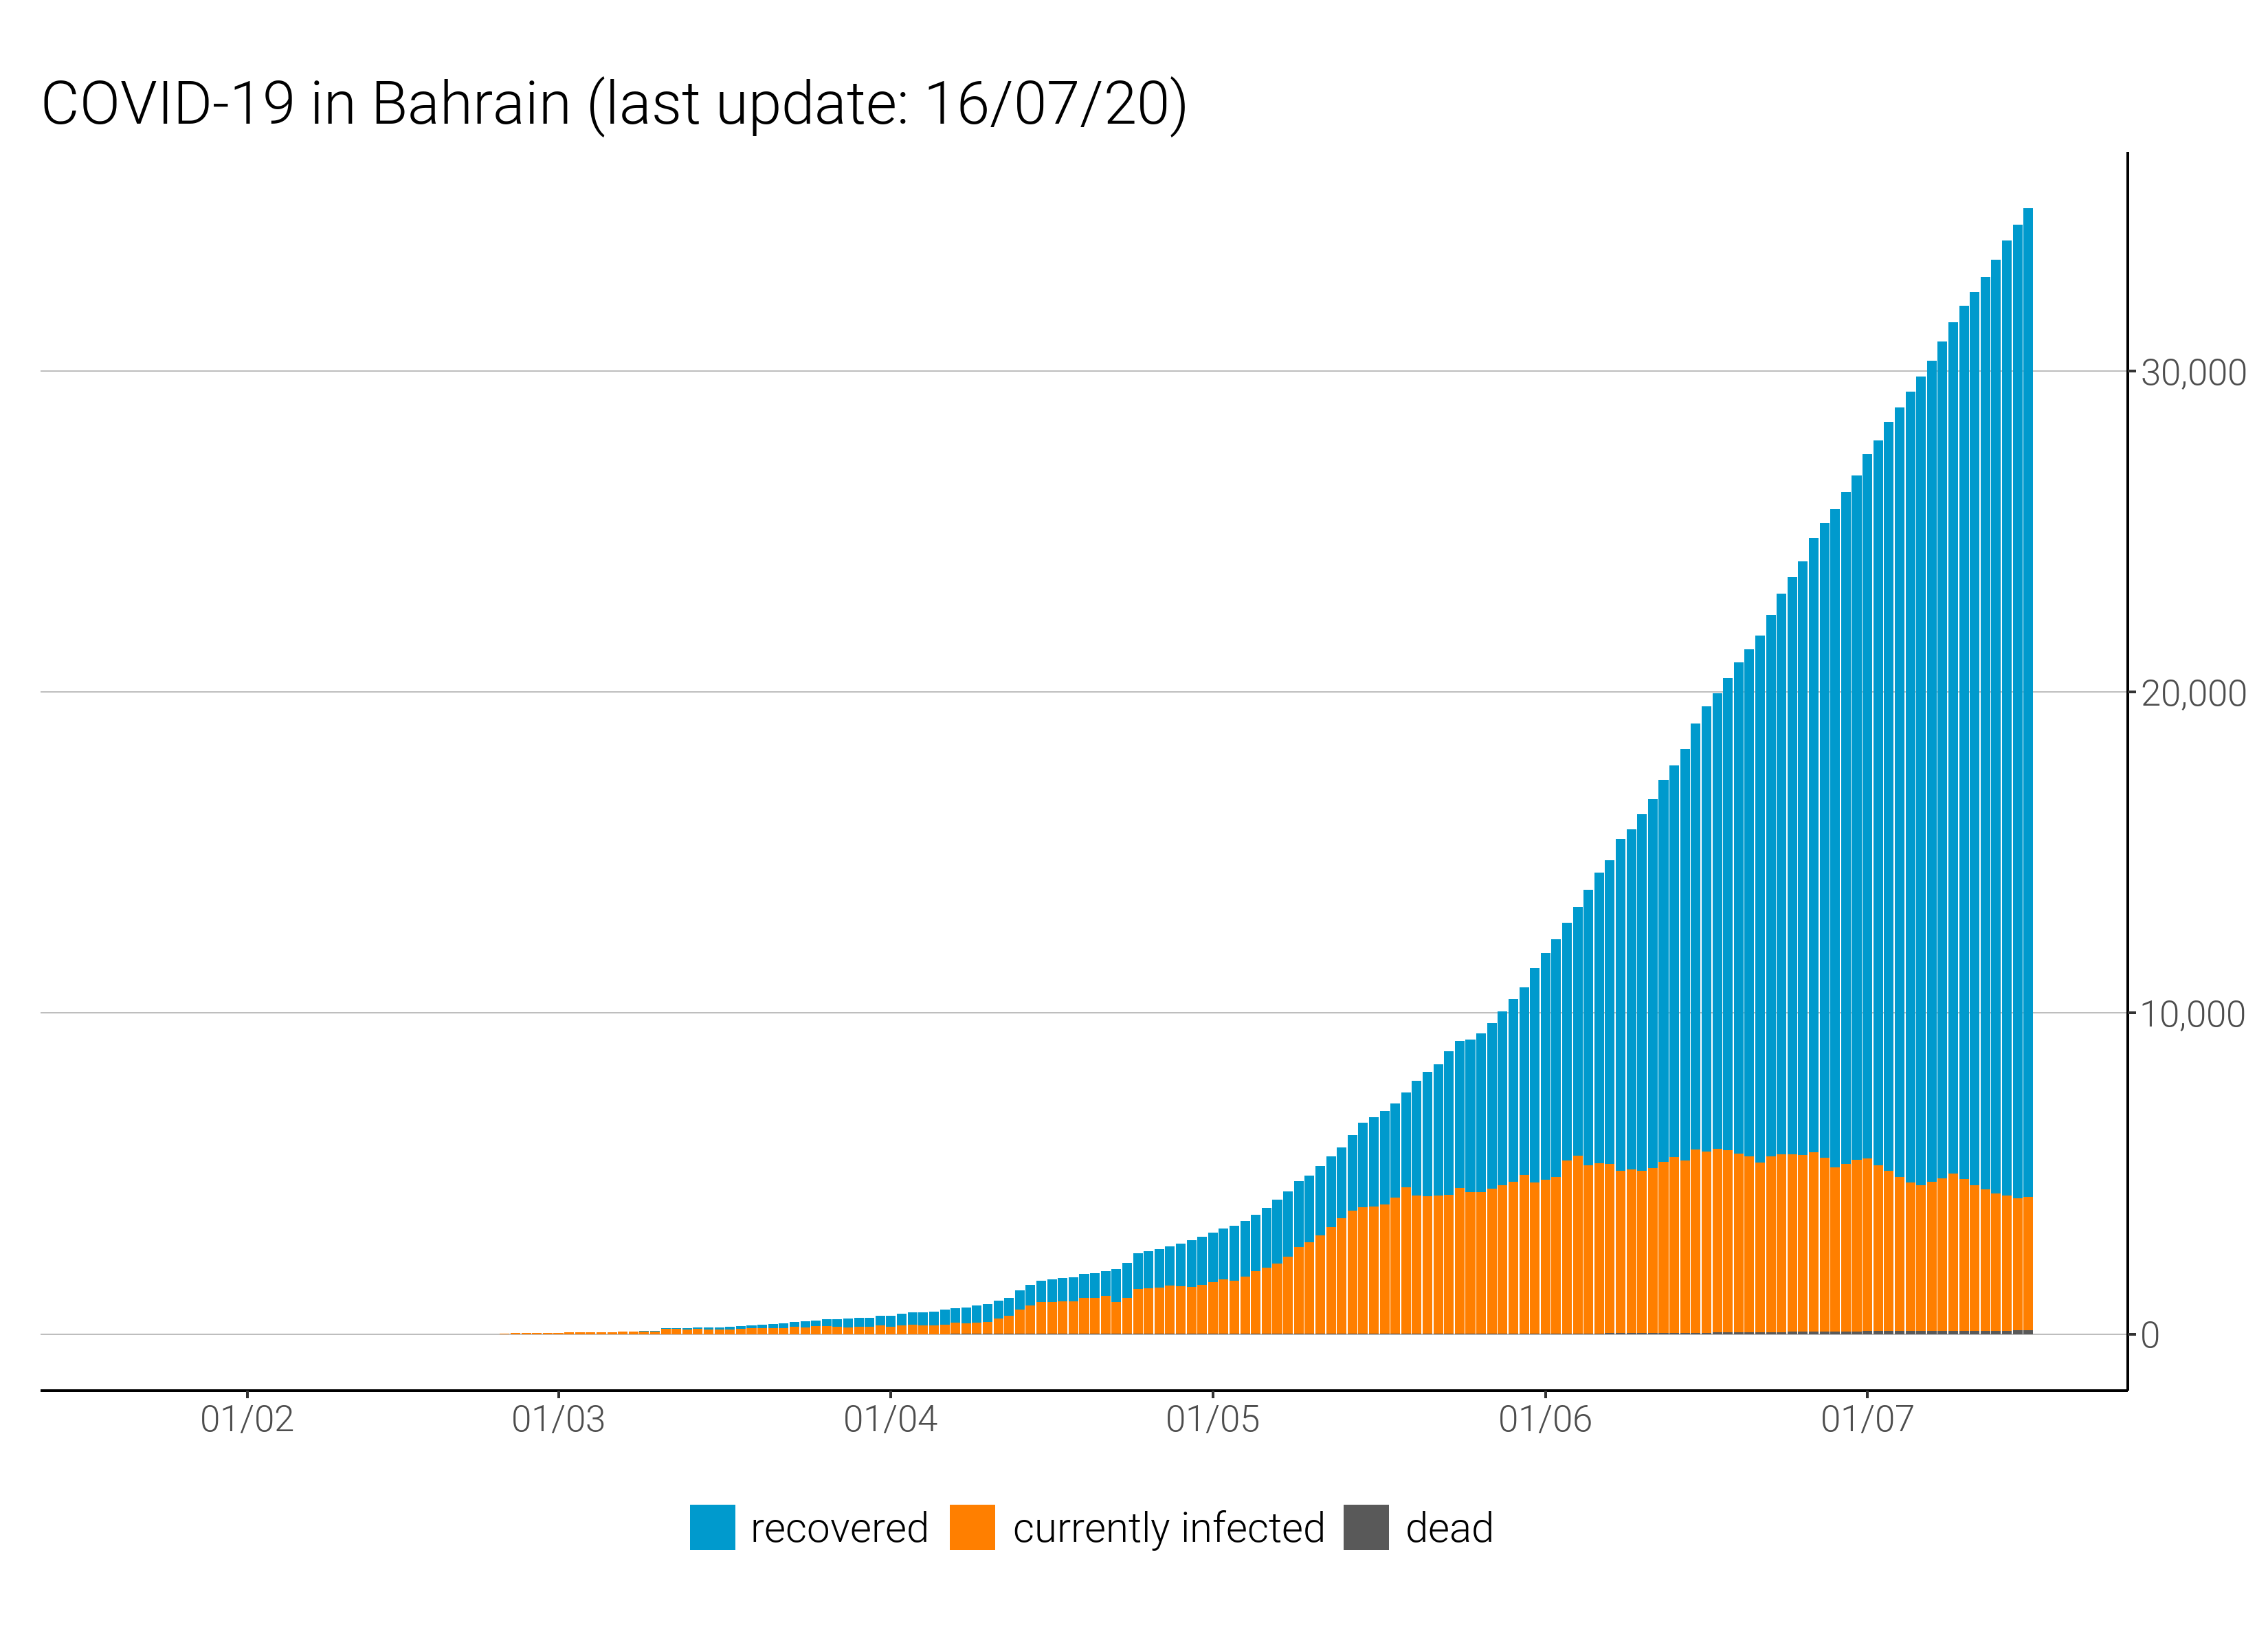 COVID-19 in Bahrain (last update: 16/07/20)
30,000
20,000
10,000
0
01/02 01/03 01/04 01/05 01/06 01/07
recovered currently infected dead